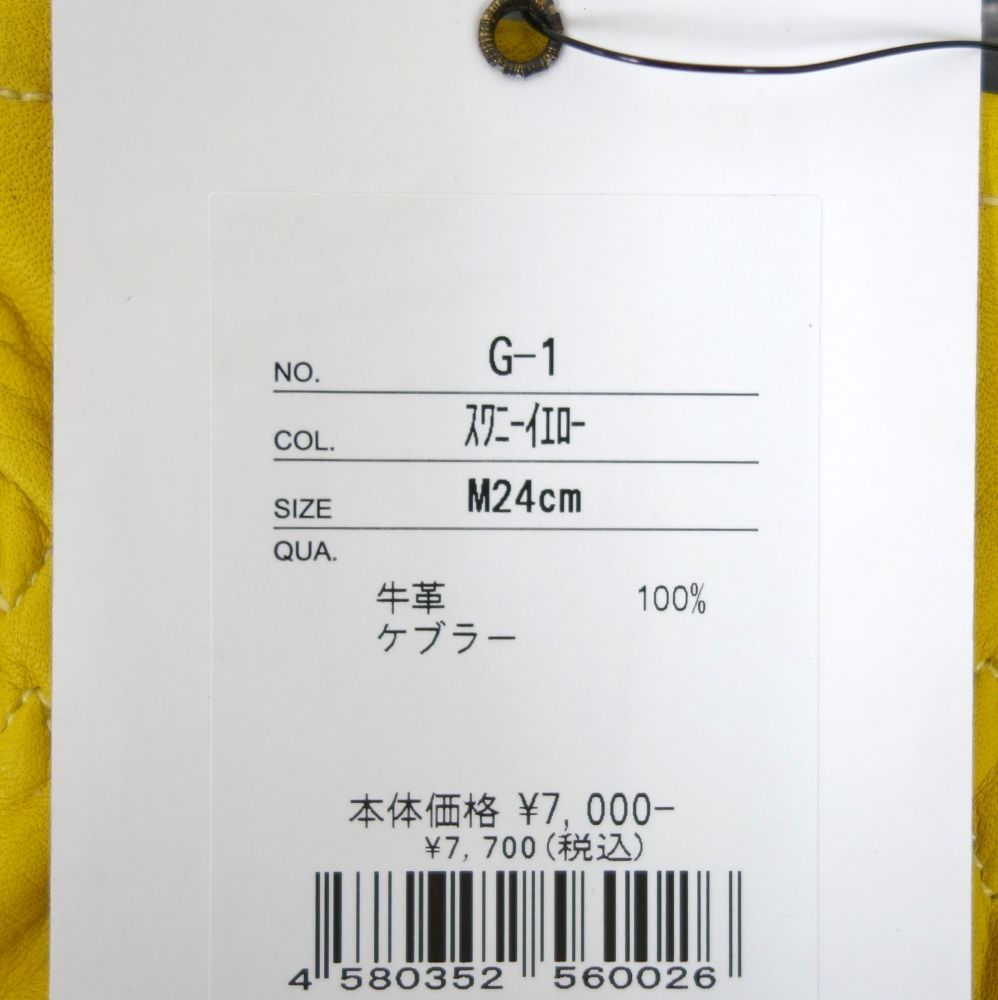 NO. G-1
COL. ｽﾜﾆｰｲｴﾛｰ
SIZE M24cm
QUA.
牛革 100%
ケブラー
本体価格 ¥7,000-
¥7,700(税込)
4 580352 560026